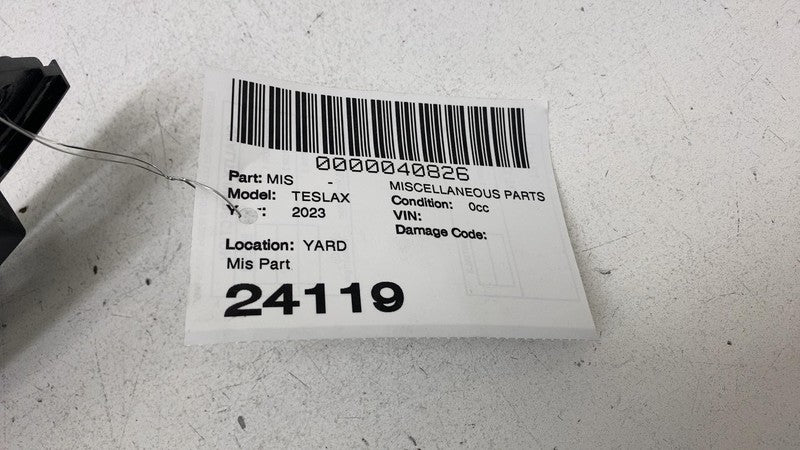 0000040826
Part: MIS - MISCELLANEOUS PARTS
Model: TESLAX Condition: 0cc
2023 VIN:
Damage Code:
Location: YARD
Mis Part
24119